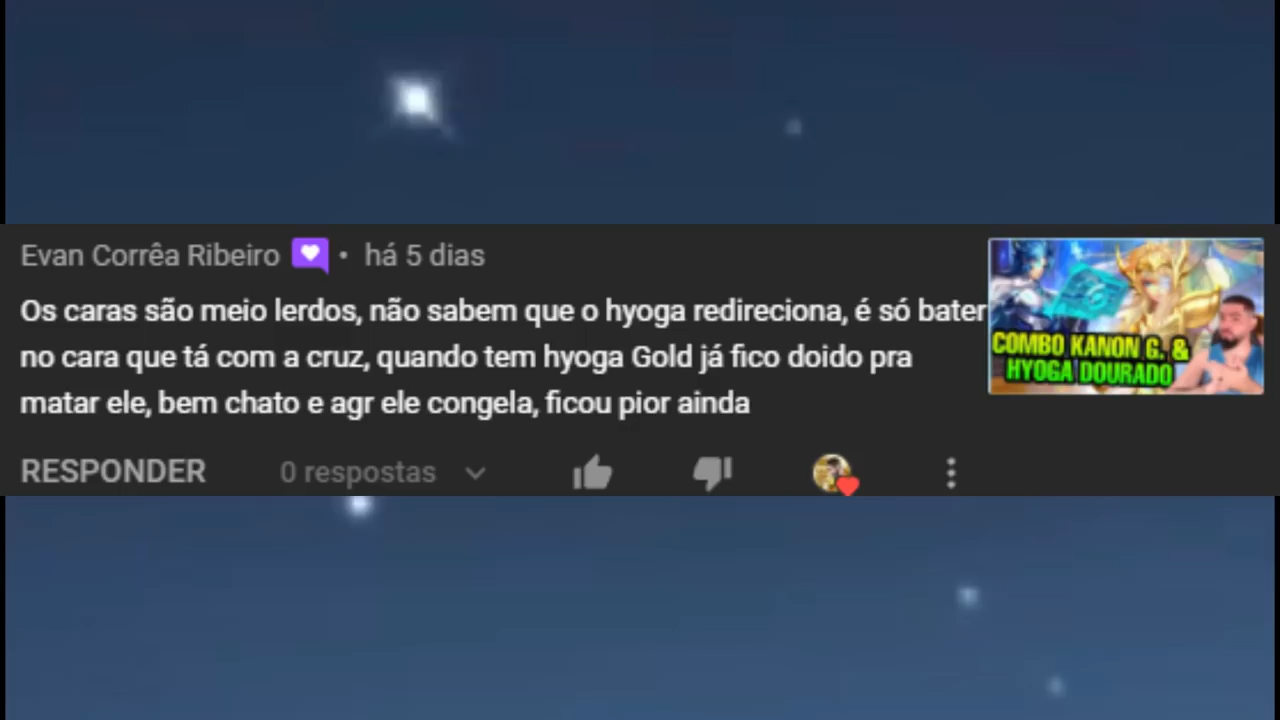 Evan Corrêa Ribeiro • há 5 dias
Os caras são meio lerdos, não sabem que o hyoga redireciona, é só bater
no cara que tá com a cruz, quando tem hyoga Gold já fico doido pra
matar ele, bem chato e agr ele congela, ficou pior ainda
COMBO KANON G. &
HYOGA DOURADO
RESPONDER 0 respostas